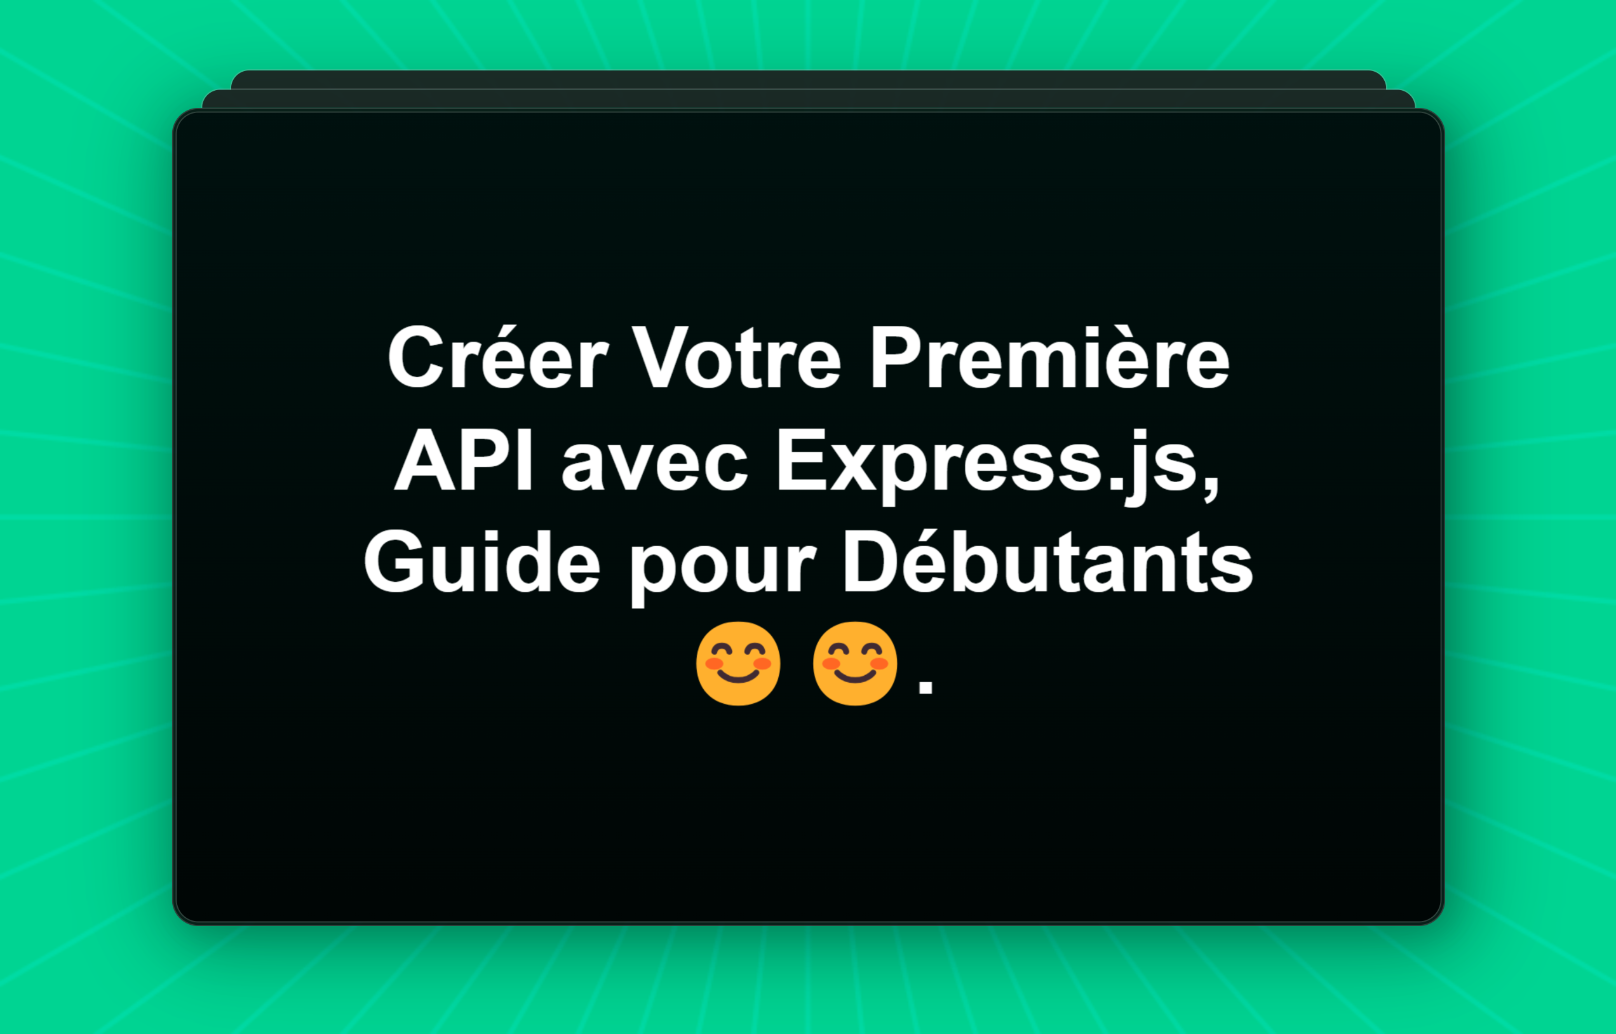 Créer Votre Première
API avec Express.js,
Guide pour Débutants
😊 😊 .